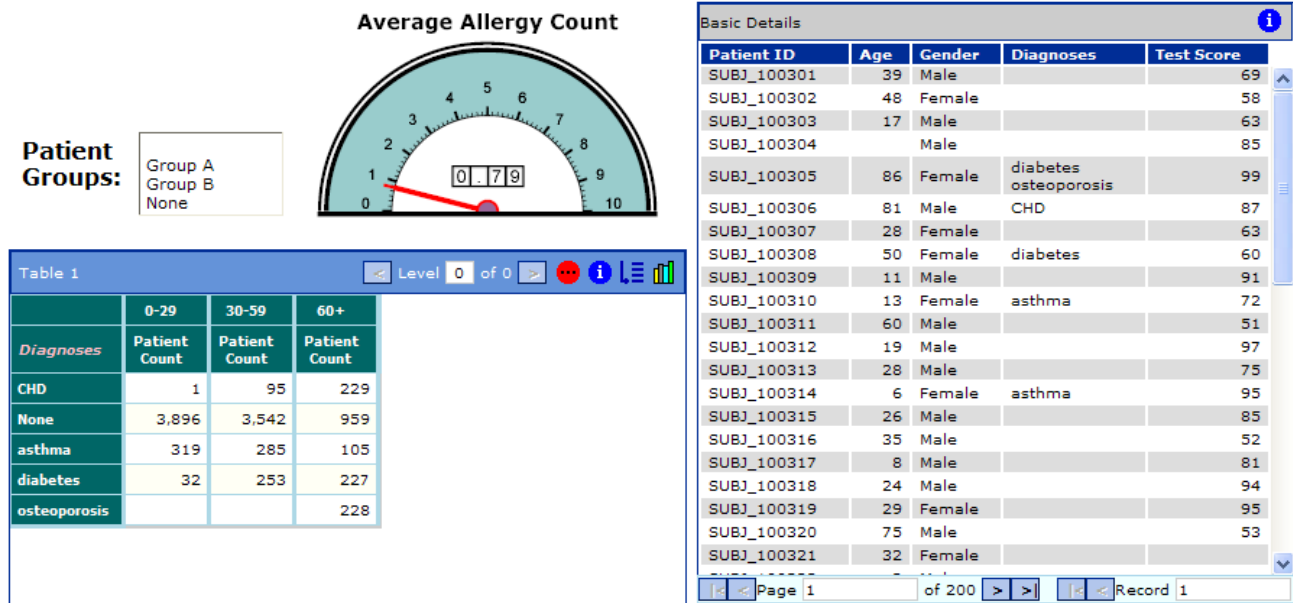 Average Allergy Count
0 1 2 3 4 5 6 7 8 9 10
0.79
Patient
Groups:
Group A
Group B
None
Table 1
< Level 0 of 0 >
0-29 30-59 60+
Diagnoses Patient Count Patient Count Patient Count
CHD 1 95 229
None 3,896 3,542 959
asthma 319 285 105
diabetes 32 253 227
osteoporosis 228
Basic Details
Patient ID Age Gender Diagnoses Test Score
SUBJ_100301 39 Male 69
SUBJ_100302 48 Female 58
SUBJ_100303 17 Male 63
SUBJ_100304 Male 85
SUBJ_100305 86 Female diabetes osteoporosis 99
SUBJ_100306 81 Male CHD 87
SUBJ_100307 28 Female 63
SUBJ_100308 50 Female diabetes 60
SUBJ_100309 11 Male 91
SUBJ_100310 13 Female asthma 72
SUBJ_100311 60 Male 51
SUBJ_100312 19 Male 97
SUBJ_100313 28 Male 75
SUBJ_100314 6 Female asthma 95
SUBJ_100315 26 Male 85
SUBJ_100316 35 Male 52
SUBJ_100317 8 Male 81
SUBJ_100318 24 Male 94
SUBJ_100319 29 Female 95
SUBJ_100320 75 Male 53
SUBJ_100321 32 Female
|< < Page 1 of 200 > >| |< < Record 1